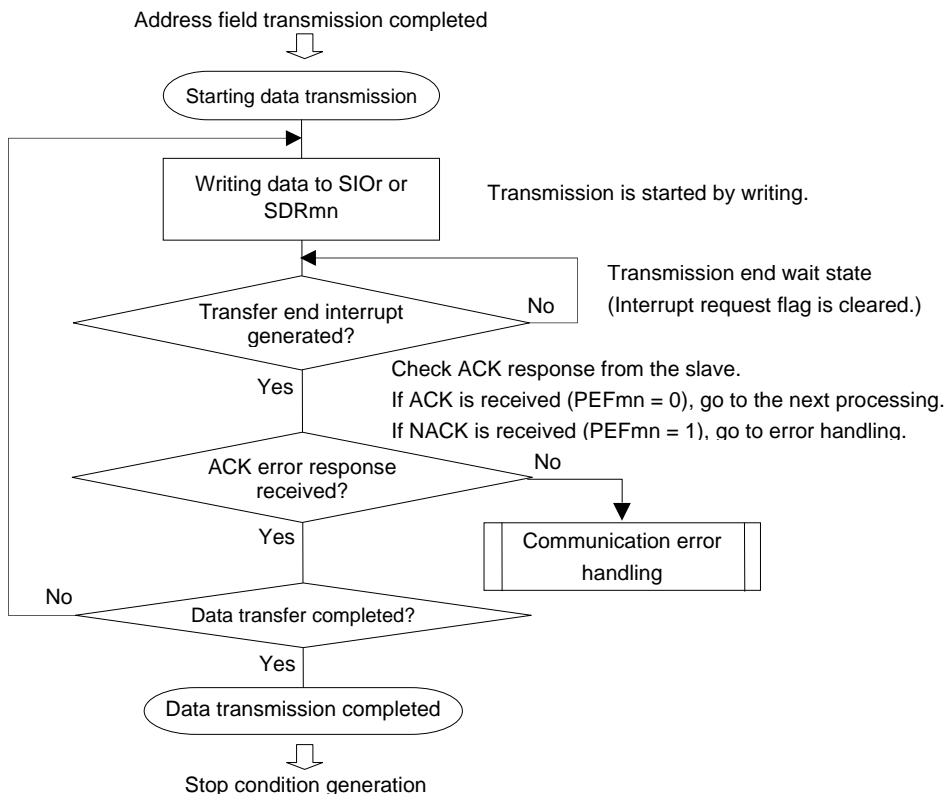 Address field transmission completed
Starting data transmission
Writing data to SIOr or
SDRmn
Transmission is started by writing.
Transmission end wait state
(Interrupt request flag is cleared.)
Transfer end interrupt
generated?
No
Yes
Check ACK response from the slave.
If ACK is received (PEFmn = 0), go to the next processing.
If NACK is received (PEFmn = 1), go to error handling.
ACK error response
received?
No
Yes
Communication error
handling
No
Data transfer completed?
Yes
Data transmission completed
Stop condition generation